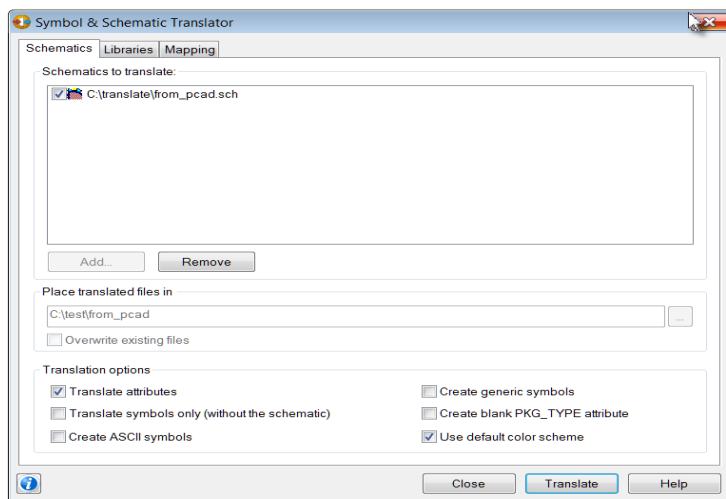 Symbol & Schematic Translator
Schematics Libraries Mapping
Schematics to translate:
C:\translate\from_pcad.sch
Add... Remove
Place translated files in
C:\test\from_pcad ...
Overwrite existing files
Translation options
Translate attributes Create generic symbols
Translate symbols only (without the schematic) Create blank PKG_TYPE attribute
Create ASCII symbols Use default color scheme
Close Translate Help